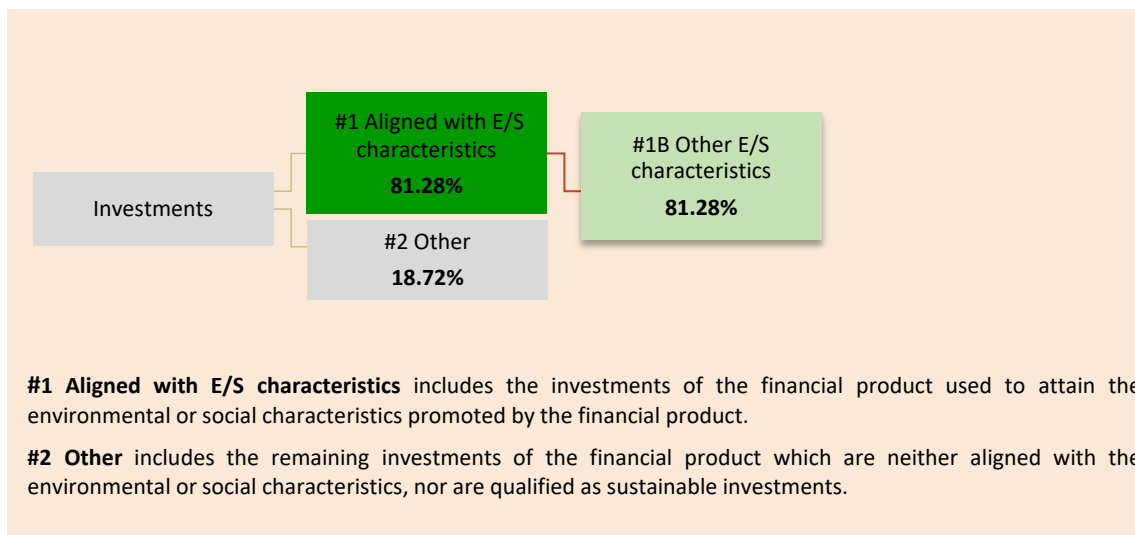 #1 Aligned with E/S
characteristics
81.28%
#1B Other E/S
characteristics
81.28%
Investments
#2 Other
18.72%
#1 Aligned with E/S characteristics includes the investments of the financial product used to attain the
environmental or social characteristics promoted by the financial product.
#2 Other includes the remaining investments of the financial product which are neither aligned with the
environmental or social characteristics, nor are qualified as sustainable investments.